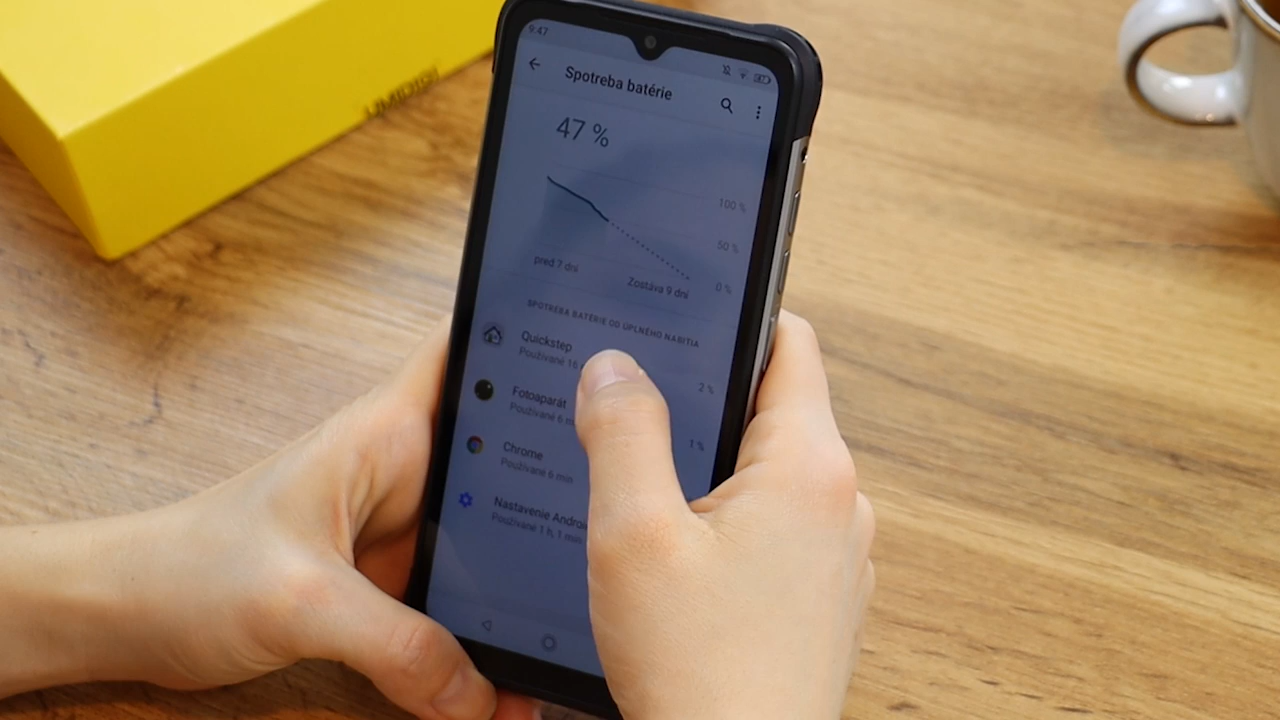 UMIDIGI
9:47
Spotreba batérie
47 %
100 %
50 %
0 %
pred 7 dni
Zostáva 9 dní
SPOTREBA BATÉRIE OD ÚPLNÉHO NABITIA
Quickstep
Používané 16
2 %
Fotoaparát
Používané 6 m
1 %
Chrome
Používané 6 min
Nastavenie Androi
Používané 1 h, 1 min